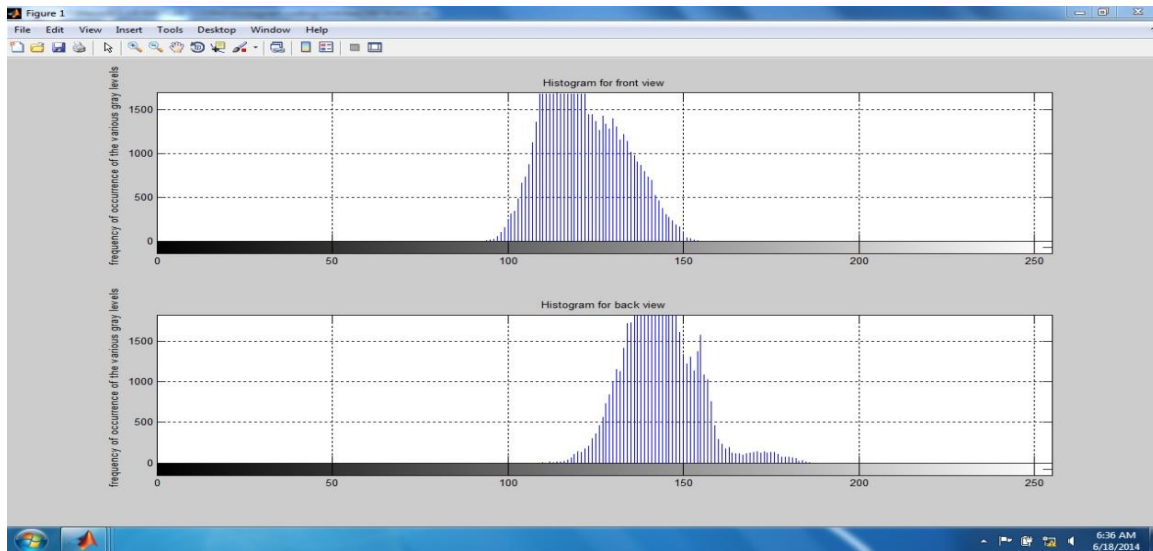 Figure 1
File Edit View Insert Tools Desktop Window Help
Histogram for front view
frequency of occurrence of the various gray levels
1500
1000
500
0
0 50 100 150 200 250
Histogram for back view
frequency of occurrence of the various gray levels
1500
1000
500
0
0 50 100 150 200 250
6:36 AM
6/18/2014